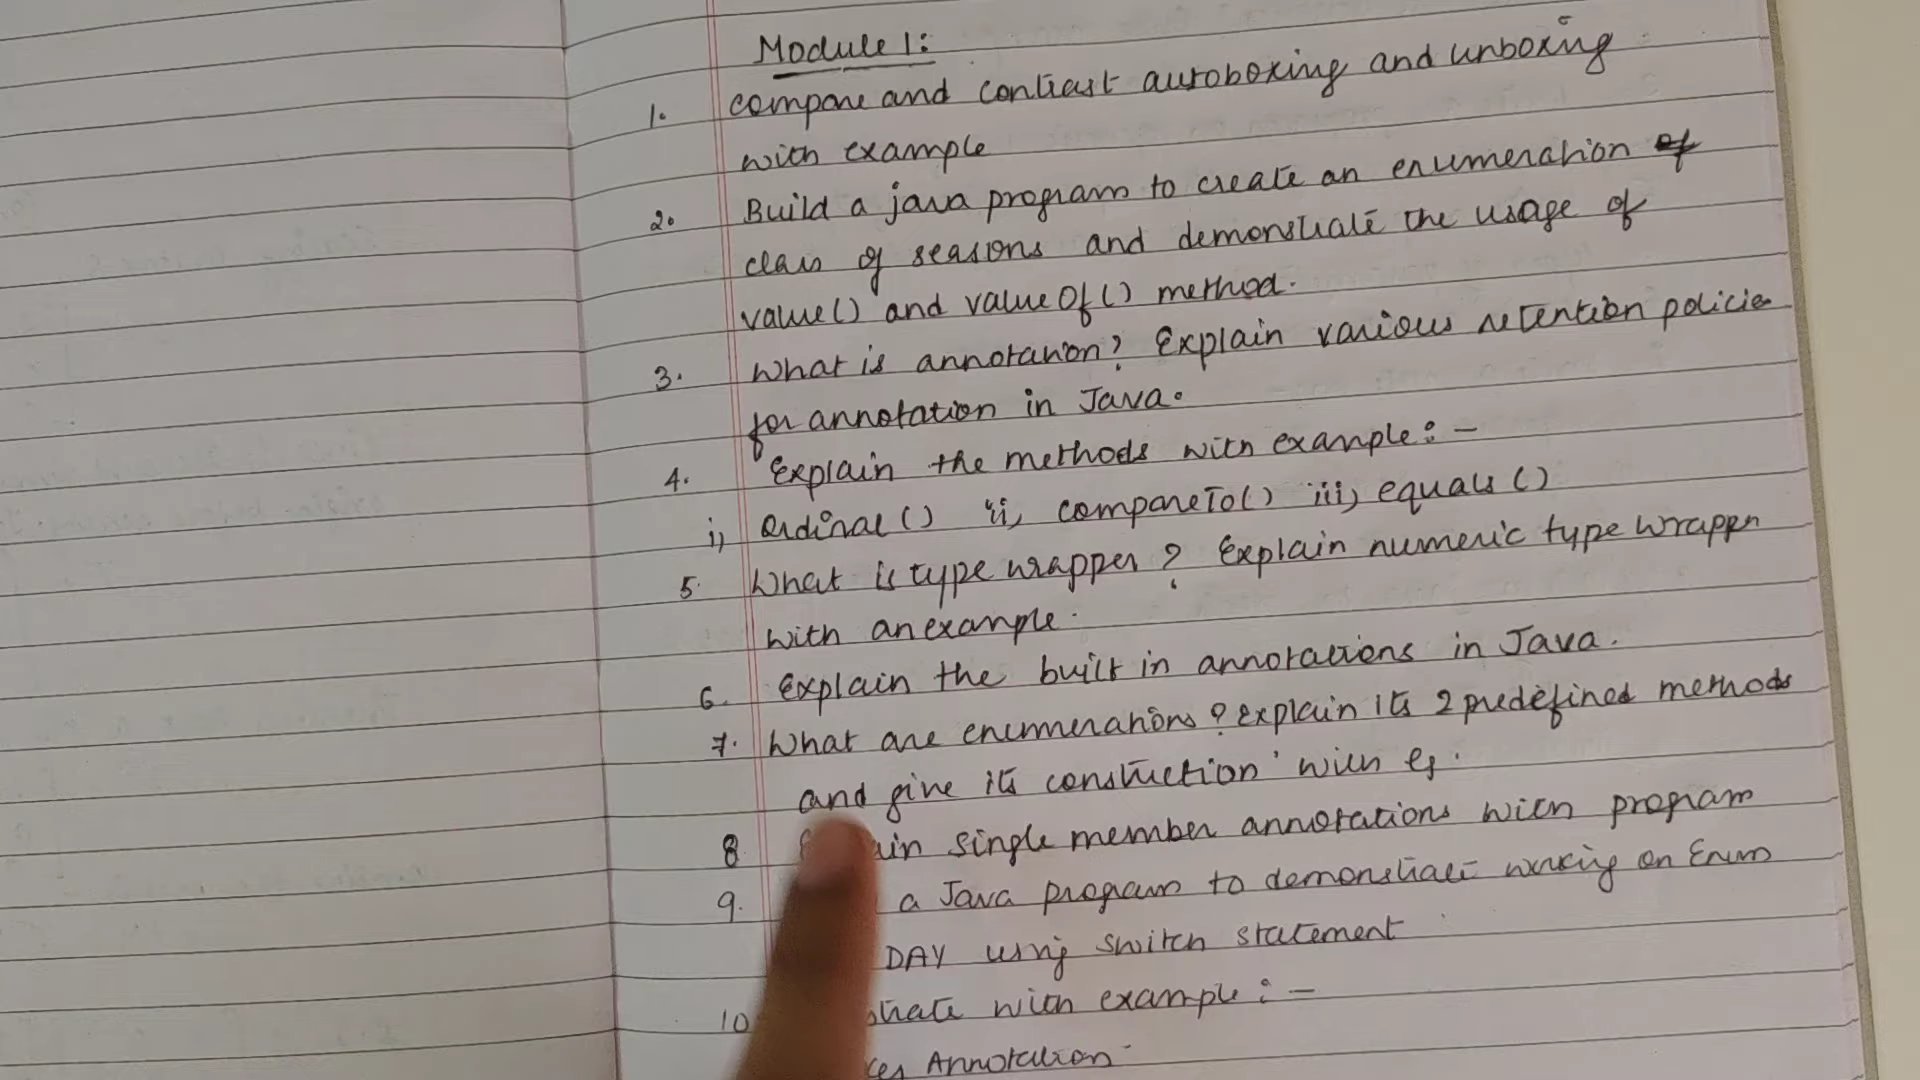 Module 1:
1. compare and contrast autoboxing and unboxing
with example
2. Build a java program to create an enumeration of
class of seasons and demonstrate the usage of
value() and valueOf() method.
3. What is annotation? Explain various retention policies
for annotation in Java.
4. Explain the methods with example: -
i, ordinal() ii, compareTo() iii, equals()
5. What is type wrapper? Explain numeric type wrapper
with an example.
6. Explain the built in annotations in Java.
7. What are enumerations? explain its 2 predefined methods
and give its construction with eg.
8 ain single member annotations with program
9. a Java program to demonstrate working on Enum
DAY using switch statement
10 strate with example: -
Annotation